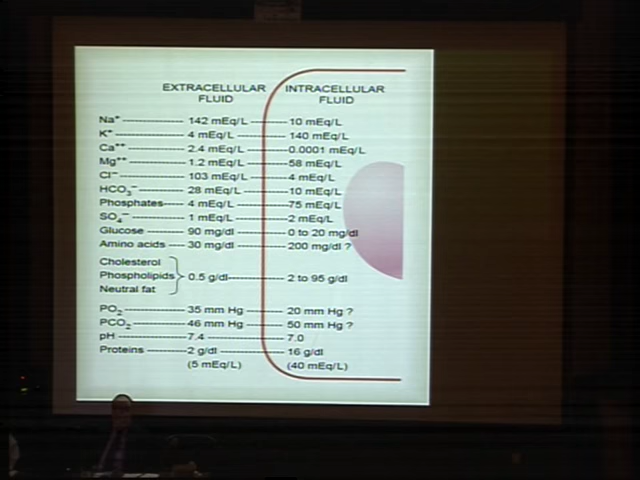 EXTRACELLULAR FLUID INTRACELLULAR FLUID
Na⁺ 142 mEq/L 10 mEq/L
K⁺ 4 mEq/L 140 mEq/L
Ca⁺⁺ 2.4 mEq/L 0.0001 mEq/L
Mg⁺⁺ 1.2 mEq/L 58 mEq/L
Cl⁻ 103 mEq/L 4 mEq/L
HCO₃⁻ 28 mEq/L 10 mEq/L
Phosphates 4 mEq/L 75 mEq/L
SO₄⁻ 1 mEq/L 2 mEq/L
Glucose 90 mg/dl 0 to 20 mg/dl
Amino acids 30 mg/dl 200 mg/dl ?
Cholesterol
Phospholipids 0.5 g/dl 2 to 95 g/dl
Neutral fat
PO₂ 35 mm Hg 20 mm Hg ?
PCO₂ 46 mm Hg 50 mm Hg ?
pH 7.4 7.0
Proteins 2 g/dl 16 g/dl
(5 mEq/L) (40 mEq/L)